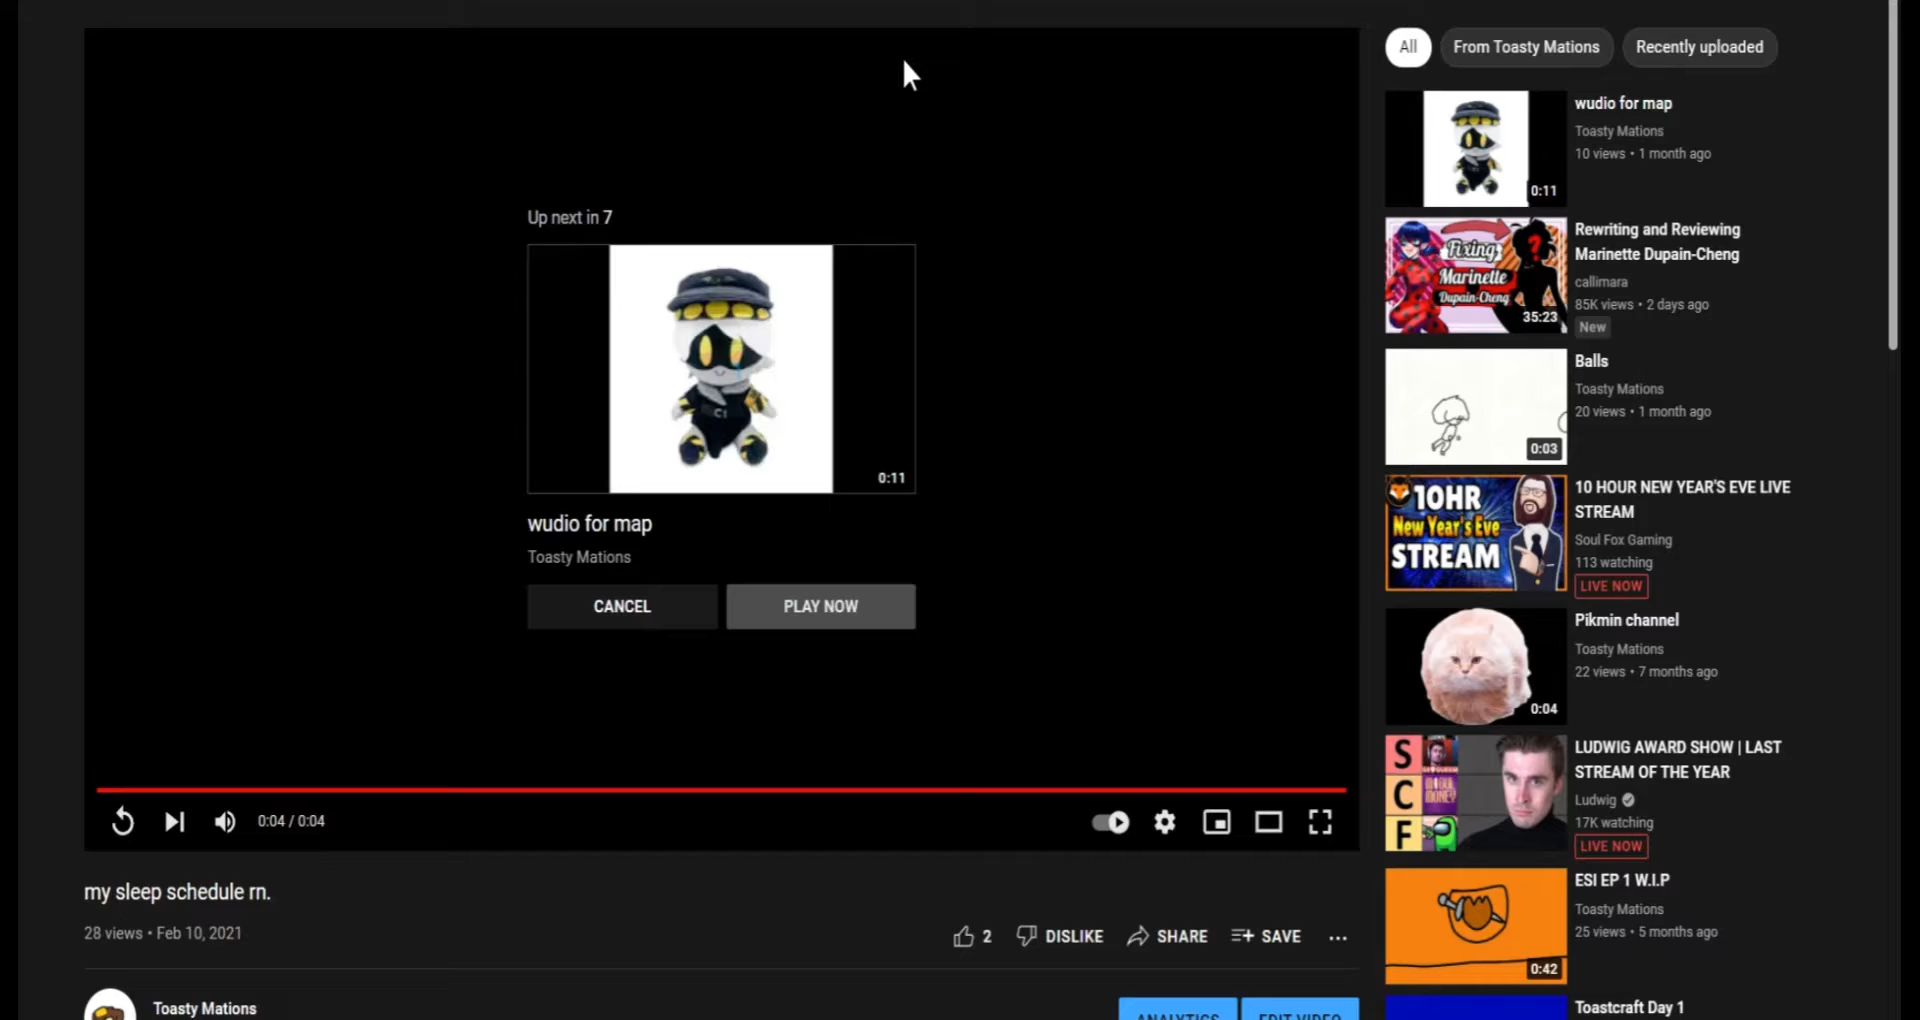 All
From Toasty Mations
Recently uploaded
Up next in 7
C1
0:11
wudio for map
Toasty Mations
CANCEL
PLAY NOW
0:04 / 0:04
my sleep schedule rn.
28 views • Feb 10, 2021
2
DISLIKE
SHARE
SAVE
Toasty Mations
ANALYTICS
EDIT VIDEO
0:11
wudio for map
Toasty Mations
10 views • 1 month ago
Fixing
Marinette
Dupain-Cheng
?
35:23
Rewriting and Reviewing
Marinette Dupain-Cheng
callimara
85K views • 2 days ago
New
0:03
Balls
Toasty Mations
20 views • 1 month ago
10HR
New Year's Eve
STREAM
10 HOUR NEW YEAR'S EVE LIVE
STREAM
Soul Fox Gaming
113 watching
LIVE NOW
0:04
Pikmin channel
Toasty Mations
22 views • 7 months ago
S
C
F
LUDWIG AWARD SHOW | LAST
STREAM OF THE YEAR
Ludwig
17K watching
LIVE NOW
0:42
ESI EP 1 W.I.P
Toasty Mations
25 views • 5 months ago
Toastcraft Day 1